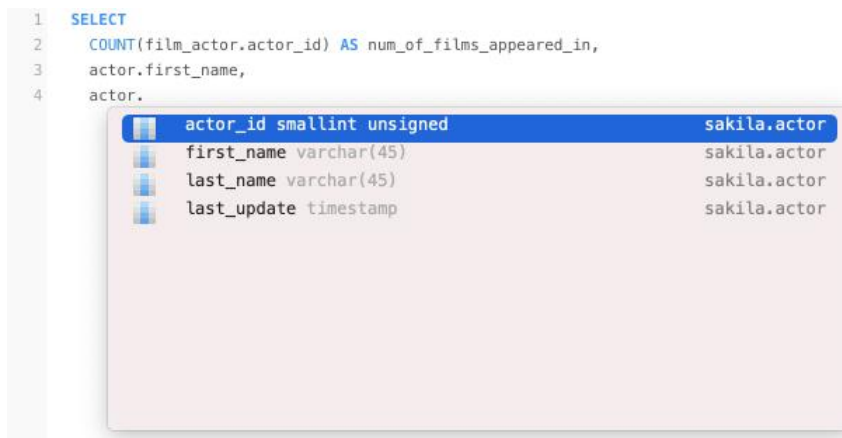 1 SELECT
2 COUNT(film_actor.actor_id) AS num_of_films_appeared_in,
3 actor.first_name,
4 actor.
actor_id smallint unsigned sakila.actor
first_name varchar(45) sakila.actor
last_name varchar(45) sakila.actor
last_update timestamp sakila.actor